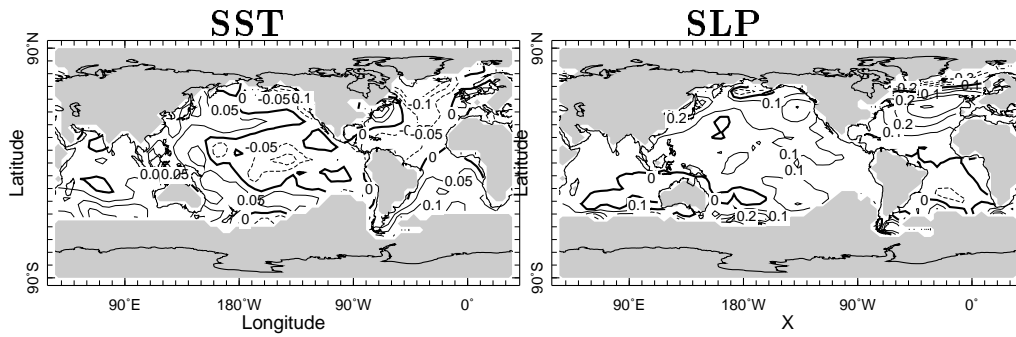 SST SLP
90°N 90°N
0 -0.05 0.1 0.1 -0.1
0.05 -0.1 0.2
0.2
0 -0.05 0 0.2
-0.05 0 0.1
0.1
0.1
0.05 0 0
0.05 0.1 0 0
0 0.1 0.2 0.1
Latitude Latitude
90°S 90°S
90°E 180°W 90°W 0° 90°E 180°W 90°W 0°
Longitude X